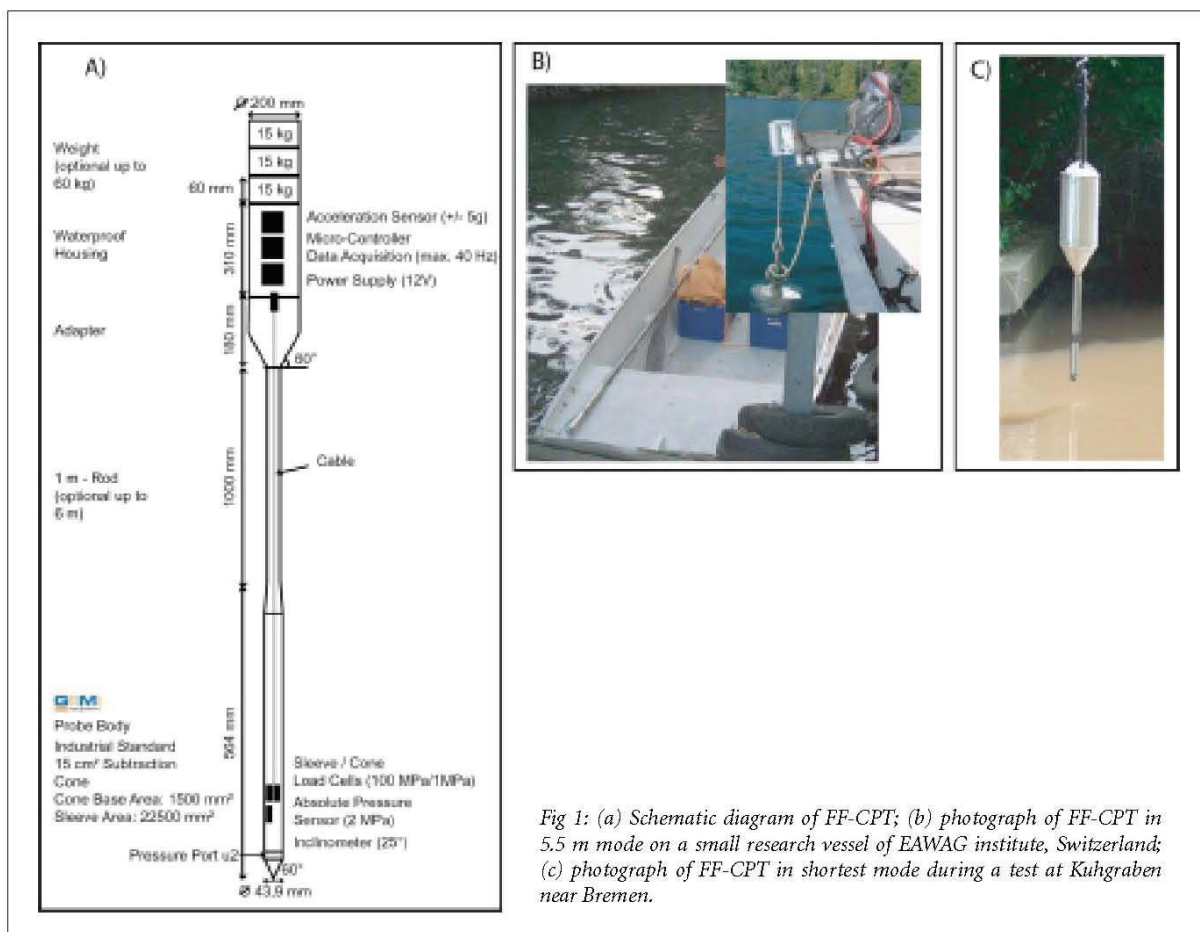 A)
Ø 200 mm
15 kg
15 kg
15 kg
Weight
(optional up to
60 kg)
60 mm
Waterproof
Housing
310 mm
Acceleration Sensor (+/- 5g)
Micro-Controller
Data Acquisition (max. 40 Hz)
Power Supply (12V)
Adapter
180 mm
60°
1 m - Rod
(optional up to
6 m)
1000 mm
Cable
564 mm
Probe Body
Industrial Standard
15 cm² Subtraction
Cone
Cone Base Area: 1500 mm²
Sleeve Area: 22500 mm²
Sleeve / Cone
Load Cells (100 MPa/1MPa)
Absolute Pressure
Sensor (2 MPa)
Inclinometer (25°)
Pressure Port u2
60°
Ø 43,9 mm
B)
C)
Fig 1: (a) Schematic diagram of FF-CPT; (b) photograph of FF-CPT in
5.5 m mode on a small research vessel of EAWAG institute, Switzerland;
(c) photograph of FF-CPT in shortest mode during a test at Kuhgraben
near Bremen.